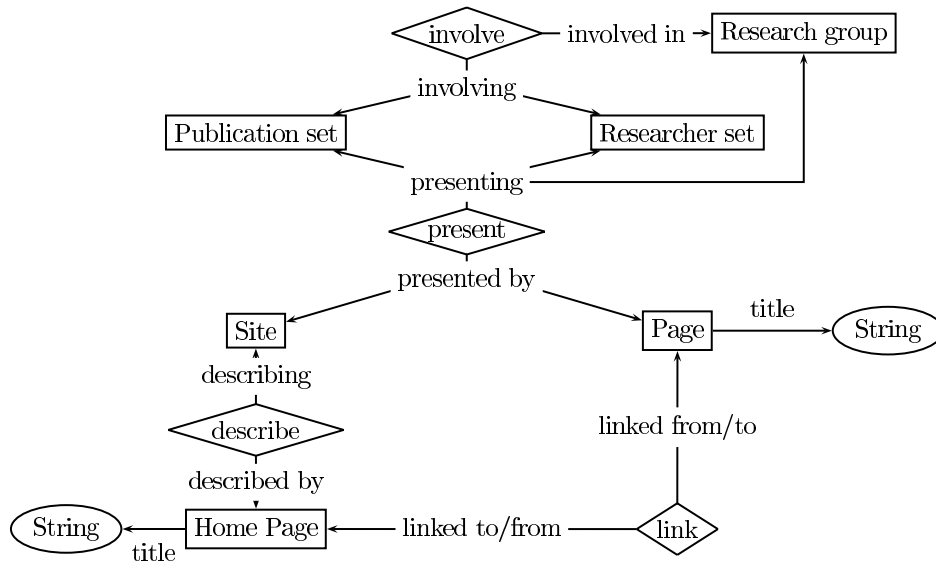 involve
involved in
Research group
involving
Publication set
Researcher set
presenting
present
presented by
Site
Page
title
String
describing
describe
linked from/to
described by
String
title
Home Page
linked to/from
link